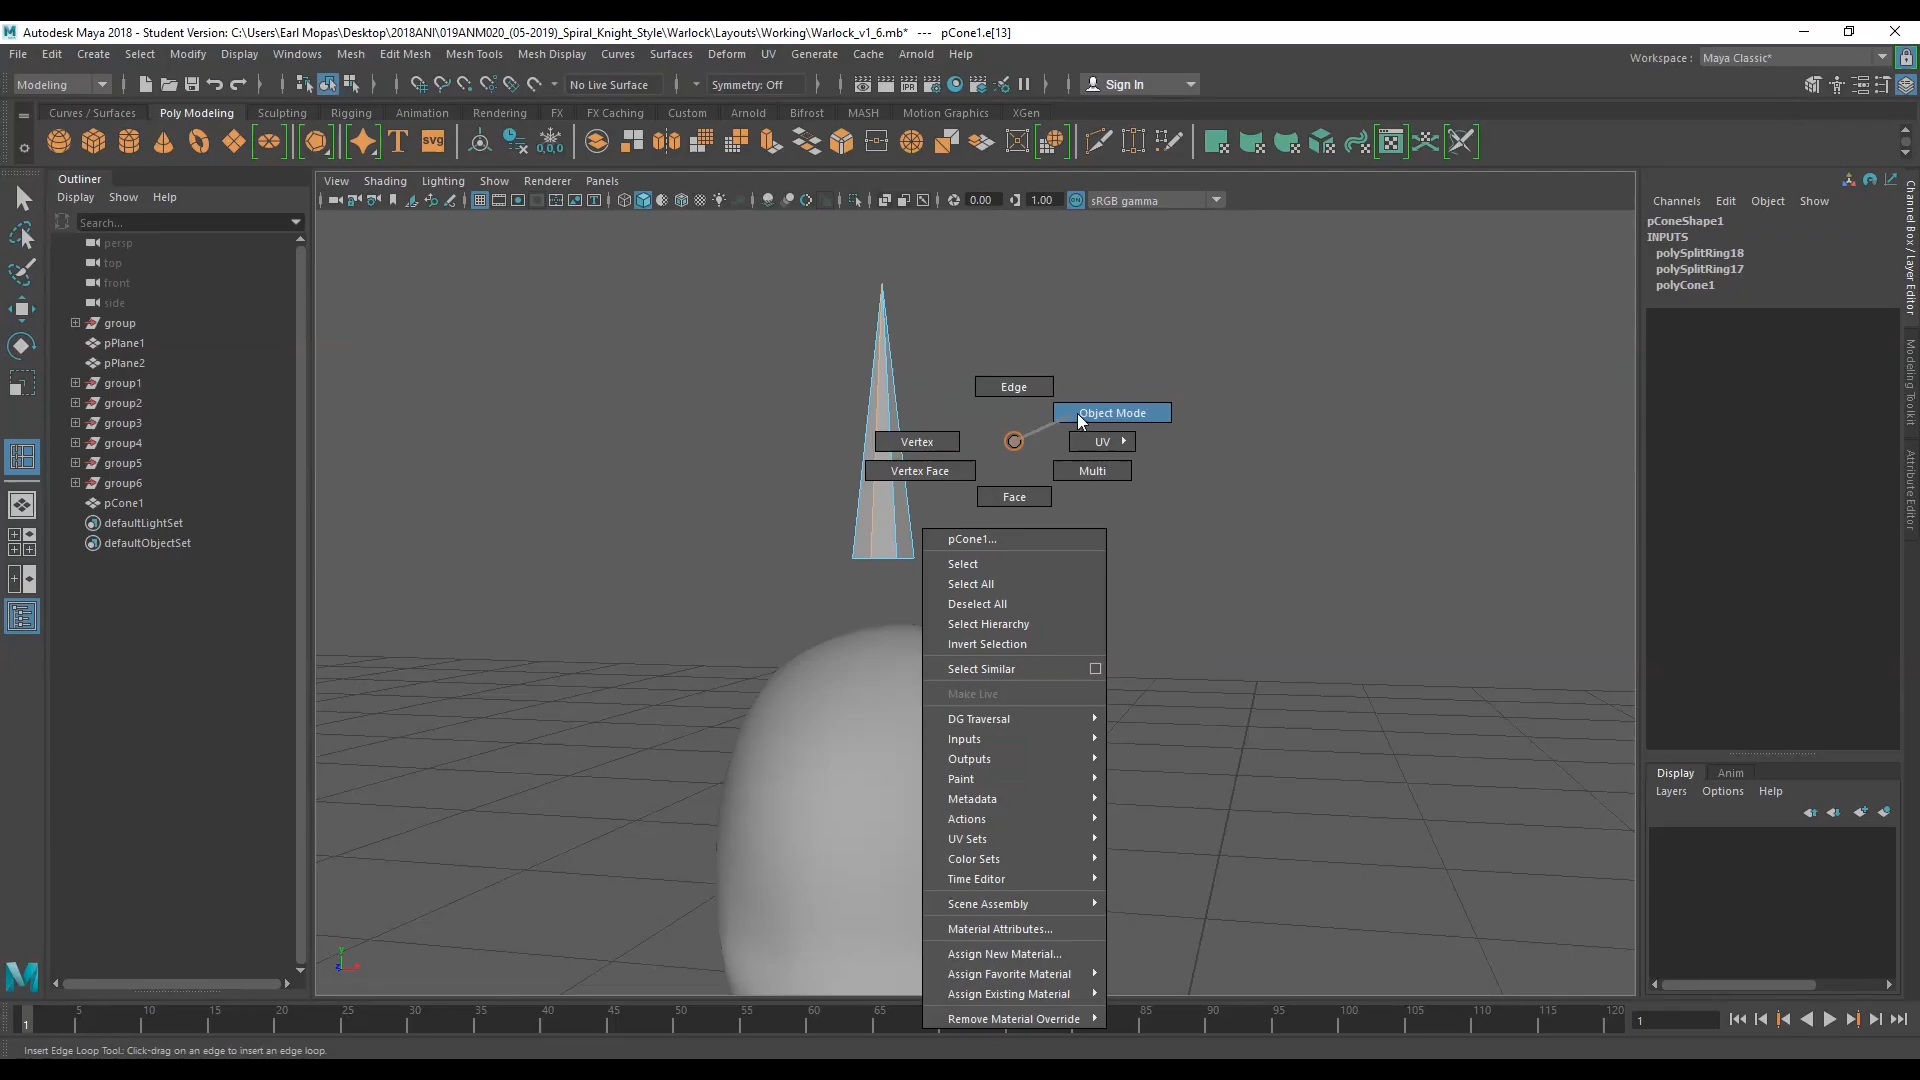 Autodesk Maya 2018 - Student Version: C:\Users\Earl Mopas\Desktop\2018ANI\019ANM020_(05-2019)_Spiral_Knight_Style\Warlock\Layouts\Working\Warlock_v1_6.mb* --- pCone1.e[13]
File Edit Create Select Modify Display Windows Mesh Edit Mesh Mesh Tools Mesh Display Curves Surfaces Deform UV Generate Cache Arnold Help
Workspace : Maya Classic*
Modeling No Live Surface Symmetry: Off Sign In
Curves / Surfaces Poly Modeling Sculpting Rigging Animation Rendering FX FX Caching Custom Arnold Bifrost MASH Motion Graphics XGen
Outliner
Display Show Help
Search...
persp
top
front
side
group
pPlane1
pPlane2
group1
group2
group3
group4
group5
group6
pCone1
defaultLightSet
defaultObjectSet
View Shading Lighting Show Renderer Panels
0.00 1.00 sRGB gamma
Edge
Object Mode
Vertex UV
Vertex Face Multi
Face
pCone1...
Select
Select All
Deselect All
Select Hierarchy
Invert Selection
Select Similar
Make Live
DG Traversal
Inputs
Outputs
Paint
Metadata
Actions
UV Sets
Color Sets
Time Editor
Scene Assembly
Material Attributes...
Assign New Material...
Assign Favorite Material
Assign Existing Material
Remove Material Override
Channels Edit Object Show
pConeShape1
INPUTS
polySplitRing18
polySplitRing17
polyCone1
Channel Box / Layer Editor
Modeling Toolkit
Attribute Editor
Display Anim
Layers Options Help
5 10 15 20 25 30 35 40 45 50 55 60 65 85 90 95 100 105 110 115 120
1
1
Insert Edge Loop Tool: Click-drag on an edge to insert an edge loop.